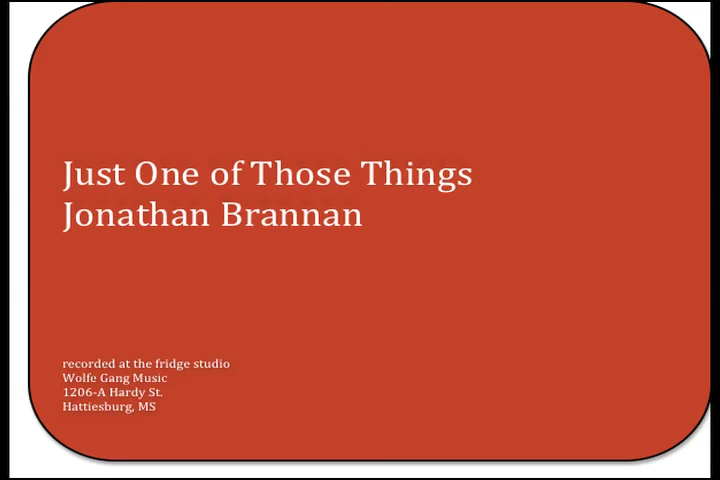 Just One of Those Things
Jonathan Brannan
recorded at the fridge studio
Wolfe Gang Music
1206-A Hardy St.
Hattiesburg, MS